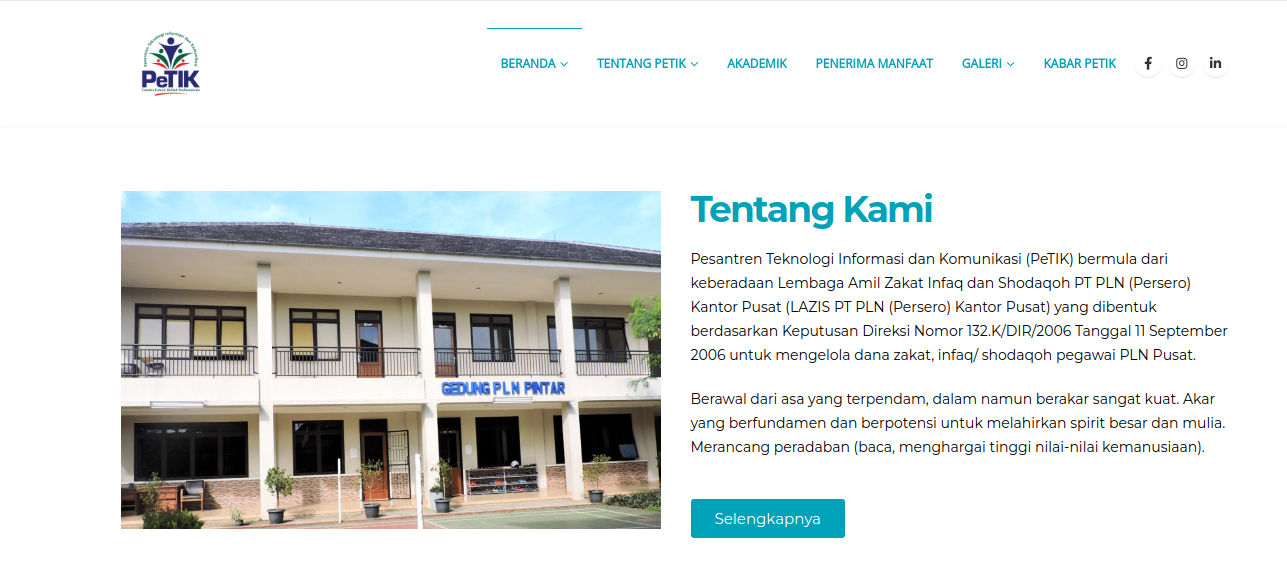 PeTIK
BERANDA
TENTANG PETIK
AKADEMIK
PENERIMA MANFAAT
GALERI
KABAR PETIK
GEDUNG PLN PINTAR
Tentang Kami
Pesantren Teknologi Informasi dan Komunikasi (PeTIK) bermula dari
keberadaan Lembaga Amil Zakat Infaq dan Shodaqoh PT PLN (Persero)
Kantor Pusat (LAZIS PT PLN (Persero) Kantor Pusat) yang dibentuk
berdasarkan Keputusan Direksi Nomor 132.K/DIR/2006 Tanggal 11 September
2006 untuk mengelola dana zakat, infaq/ shodaqoh pegawai PLN Pusat.
Berawal dari asa yang terpendam, dalam namun berakar sangat kuat. Akar
yang berfundamen dan berpotensi untuk melahirkan spirit besar dan mulia.
Merancang peradaban (baca, menghargai tinggi nilai-nilai kemanusiaan).
Selengkapnya